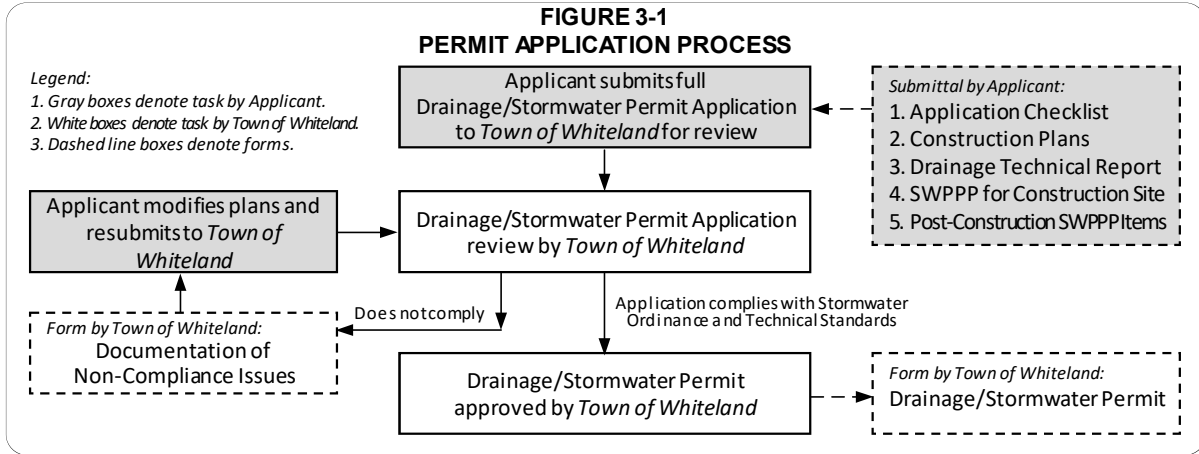 FIGURE 3-1
PERMIT APPLICATION PROCESS
Legend:
1. Gray boxes denote task by Applicant.
2. White boxes denote task by Town of Whiteland.
3. Dashed line boxes denote forms.
Applicant submits full
Drainage/Stormwater Permit Application
to Town of Whiteland for review
Submittal by Applicant:
1. Application Checklist
2. Construction Plans
3. Drainage Technical Report
4. SWPPP for Construction Site
5. Post-Construction SWPPP Items
Applicant modifies plans and
resubmits to Town of
Whiteland
Drainage/Stormwater Permit Application
review by Town of Whiteland
Does not comply
Application complies with Stormwater
Ordinance and Technical Standards
Form by Town of Whiteland:
Documentation of
Non-Compliance Issues
Drainage/Stormwater Permit
approved by Town of Whiteland
Form by Town of Whiteland:
Drainage/Stormwater Permit